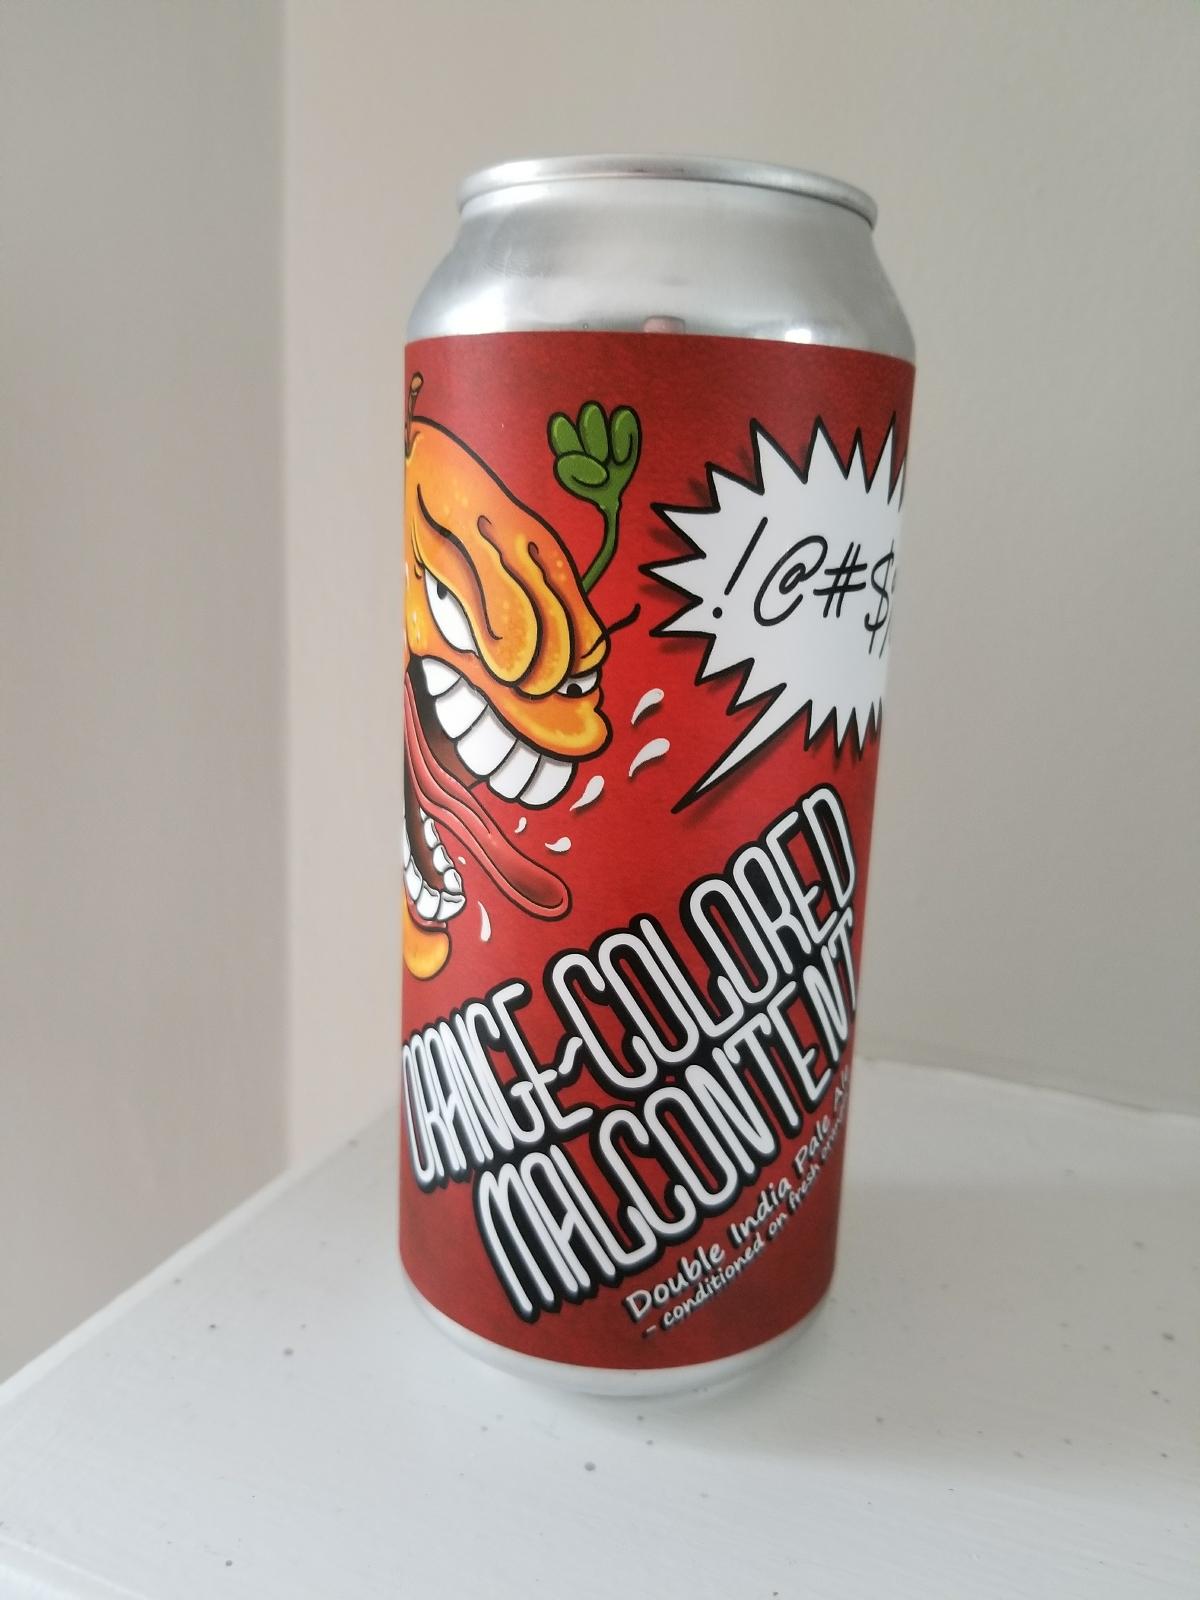 !@#$
ORANGE-COLORED
MALCONTENT
Double India Pale Ale
- conditioned on fresh